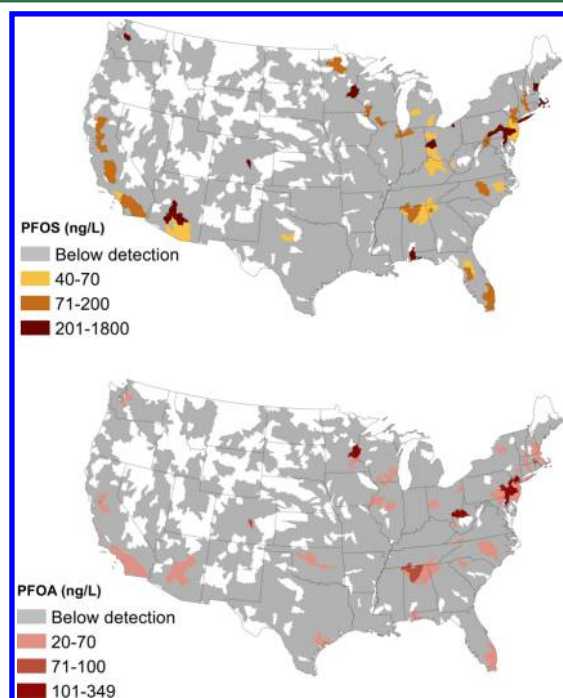 PFOS (ng/L)
Below detection
40-70
71-200
201-1800
PFOA (ng/L)
Below detection
20-70
71-100
101-349